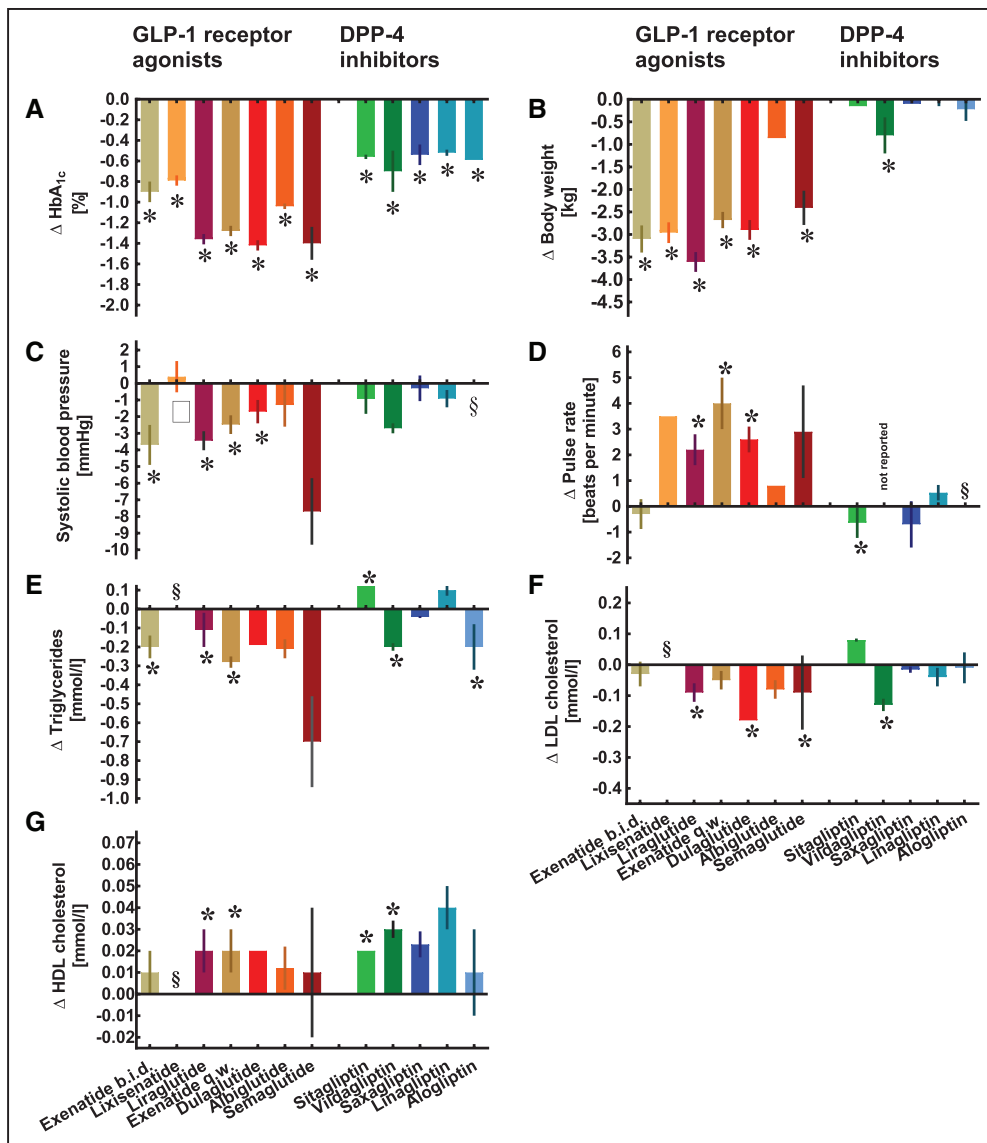 GLP-1 receptor
agonists
DPP-4
inhibitors
GLP-1 receptor
agonists
DPP-4
inhibitors
A
Δ HbA1c
[%]
0.0
-0.2
-0.4
-0.6
-0.8
-1.0
-1.2
-1.4
-1.6
-1.8
-2.0
* * * * * * * * * * * *
B
Δ Body weight
[kg]
0.0
-0.5
-1.0
-1.5
-2.0
-2.5
-3.0
-3.5
-4.0
-4.5
* * * * * * *
C
Systolic blood pressure
[mmHg]
2
1
0
-1
-2
-3
-4
-5
-6
-7
-8
-9
-10
* * * * §
D
Δ Pulse rate
[beats per minute]
6
5
4
3
2
1
0
-1
-2
* * * * not reported §
E
Δ Triglycerides
[mmol/l]
0.1
0.0
-0.1
-0.2
-0.3
-0.4
-0.5
-0.6
-0.7
-0.8
-0.9
-1.0
* § * * * * *
F
Δ LDL cholesterol
[mmol/l]
0.2
0.1
0.0
-0.1
-0.2
-0.3
-0.4
§ * * * *
Exenatide b.i.d.
Lixisenatide
Liraglutide
Exenatide q.w.
Dulaglutide
Albiglutide
Semaglutide
Sitagliptin
Vildagliptin
Saxagliptin
Linagliptin
Alogliptin
G
Δ HDL cholesterol
[mmol/l]
0.06
0.05
0.04
0.03
0.02
0.01
0.00
-0.01
-0.02
§ * * * *
Exenatide b.i.d.
Lixisenatide
Liraglutide
Exenatide q.w.
Dulaglutide
Albiglutide
Semaglutide
Sitagliptin
Vildagliptin
Saxagliptin
Linagliptin
Alogliptin